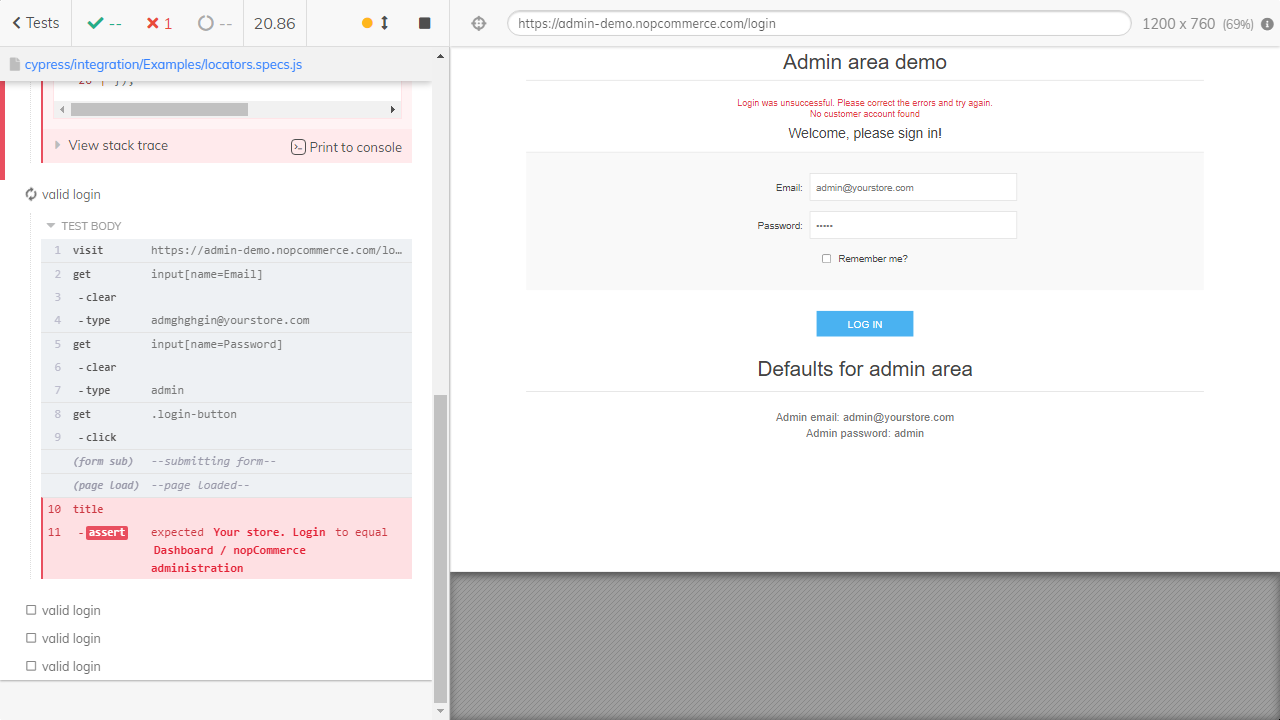 Tests
--
1
--
20.86
https://admin-demo.nopcommerce.com/login
1200 x 760 (69%)
cypress/integration/Examples/locators.specs.js
View stack trace
Print to console
valid login
TEST BODY
1 visit https://admin-demo.nopcommerce.com/lo…
2 get input[name=Email]
3 -clear
4 -type admghghgin@yourstore.com
5 get input[name=Password]
6 -clear
7 -type admin
8 get .login-button
9 -click
(form sub) --submitting form--
(page load) --page loaded--
10 title
11 -assert expected Your store. Login to equal
Dashboard / nopCommerce
administration
valid login
valid login
valid login
Admin area demo
Login was unsuccessful. Please correct the errors and try again.
No customer account found
Welcome, please sign in!
Email: admin@yourstore.com
Password: •••••
Remember me?
LOG IN
Defaults for admin area
Admin email: admin@yourstore.com
Admin password: admin